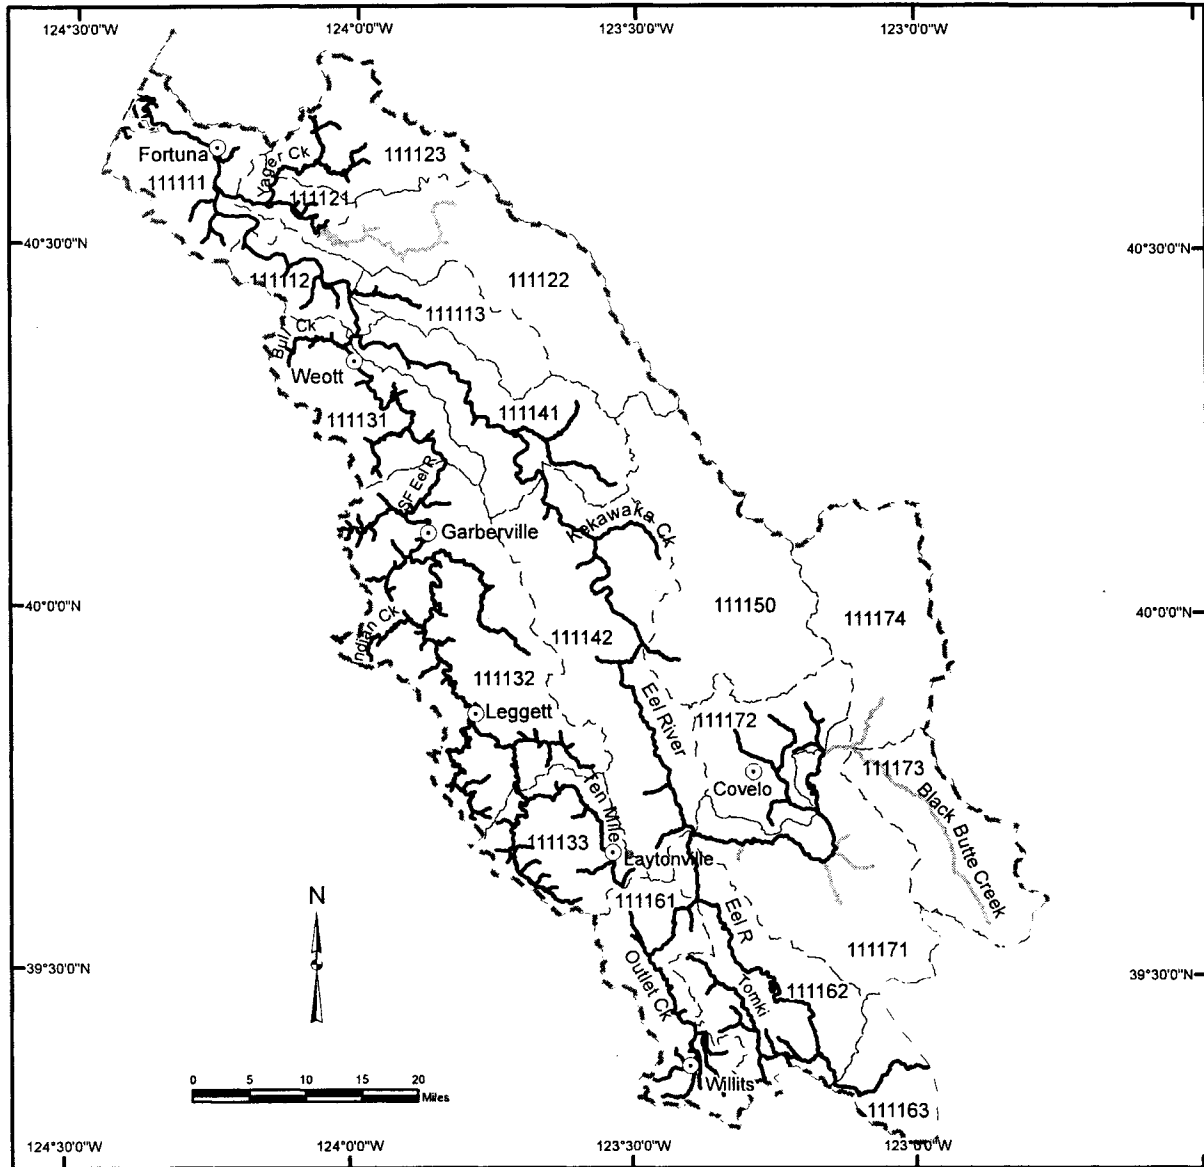 124°30'0"W
124°0'0"W
123°30'0"W
123°0'0"W
Fortuna
Yager Ck
111123
111111
111121
40°30'0"N
40°30'0"N
111112
111122
111113
Bull Ck
Weott
111131
111141
SF Eel R
Kekawaka Ck
Garberville
40°0'0"N
40°0'0"N
111150
111174
Indian Ck
111142
111132
Eel River
Leggett
111172
111173
Covelo
Ten Mile
Black Butte Creek
111133
Laytonville
N
111161
Eel R
111171
39°30'0"N
39°30'0"N
Outlet Ck
Tomki
111162
Willits
0 5 10 15 20
Miles
111163
124°30'0"W
124°0'0"W
123°30'0"W
123°0'0"W